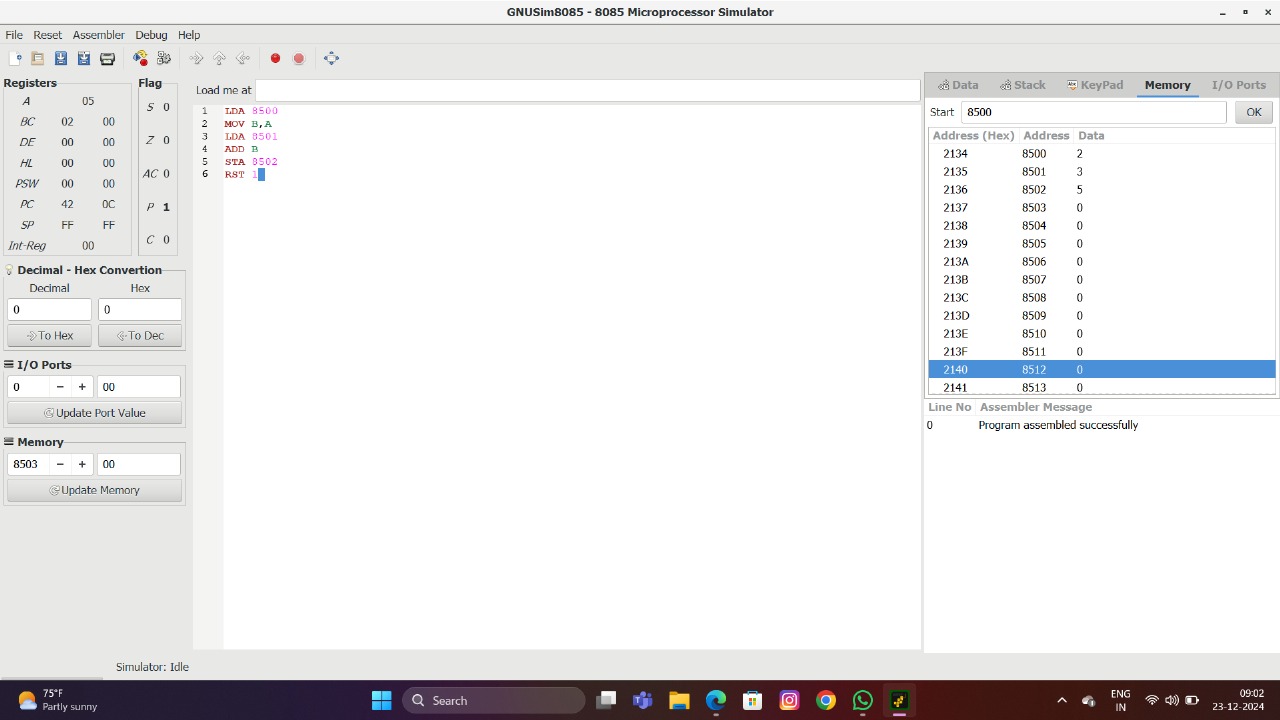 GNUSim8085 - 8085 Microprocessor Simulator
File Reset Assembler Debug Help
Registers
A 05
BC 02 00
DE 00 00
HL 00 00
PSW 00 00
PC 42 0C
SP FF FF
Int-Reg 00
Flag
S 0
Z 0
AC 0
P 1
C 0
Decimal - Hex Convertion
Decimal Hex
0 0
To Hex To Dec
I/O Ports
0 − + 00
Update Port Value
Memory
8503 − + 00
Update Memory
Load me at
1 LDA 8500
2 MOV B,A
3 LDA 8501
4 ADD B
5 STA 8502
6 RST 1
Data Stack KeyPad Memory I/O Ports
Start 8500 OK
Address (Hex) Address Data
2134 8500 2
2135 8501 3
2136 8502 5
2137 8503 0
2138 8504 0
2139 8505 0
213A 8506 0
213B 8507 0
213C 8508 0
213D 8509 0
213E 8510 0
213F 8511 0
2140 8512 0
2141 8513 0
Line No Assembler Message
0 Program assembled successfully
Simulator: Idle
75°F
Partly sunny
Search
ENG
IN
09:02
23-12-2024